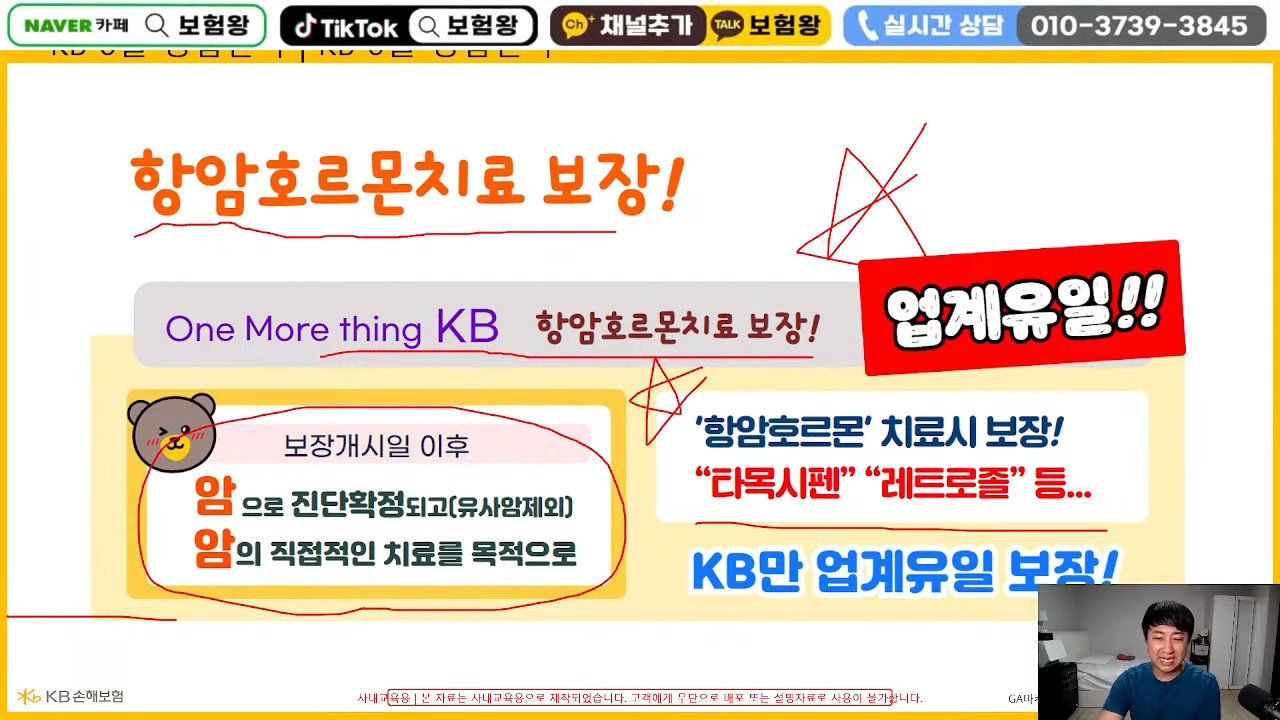 NAVER 카페 보험왕
TikTok 보험왕
Ch+ 채널추가 TALK 보험왕
실시간 상담 010-3739-3845
항암호르몬치료 보장!
One More thing KB 항암호르몬치료 보장!
업계유일!!
보장개시일 이후
암으로 진단확정되고(유사암제외)
암의 직접적인 치료를 목적으로
'항암호르몬' 치료시 보장!
“타목시펜” “레트로졸” 등...
KB만 업계유일 보장!
KB손해보험
사내교육용 | 본 자료는 사내교육용으로 제작되었습니다. 고객에게 무단으로 배포 또는 설명자료로 사용이 불가합니다.